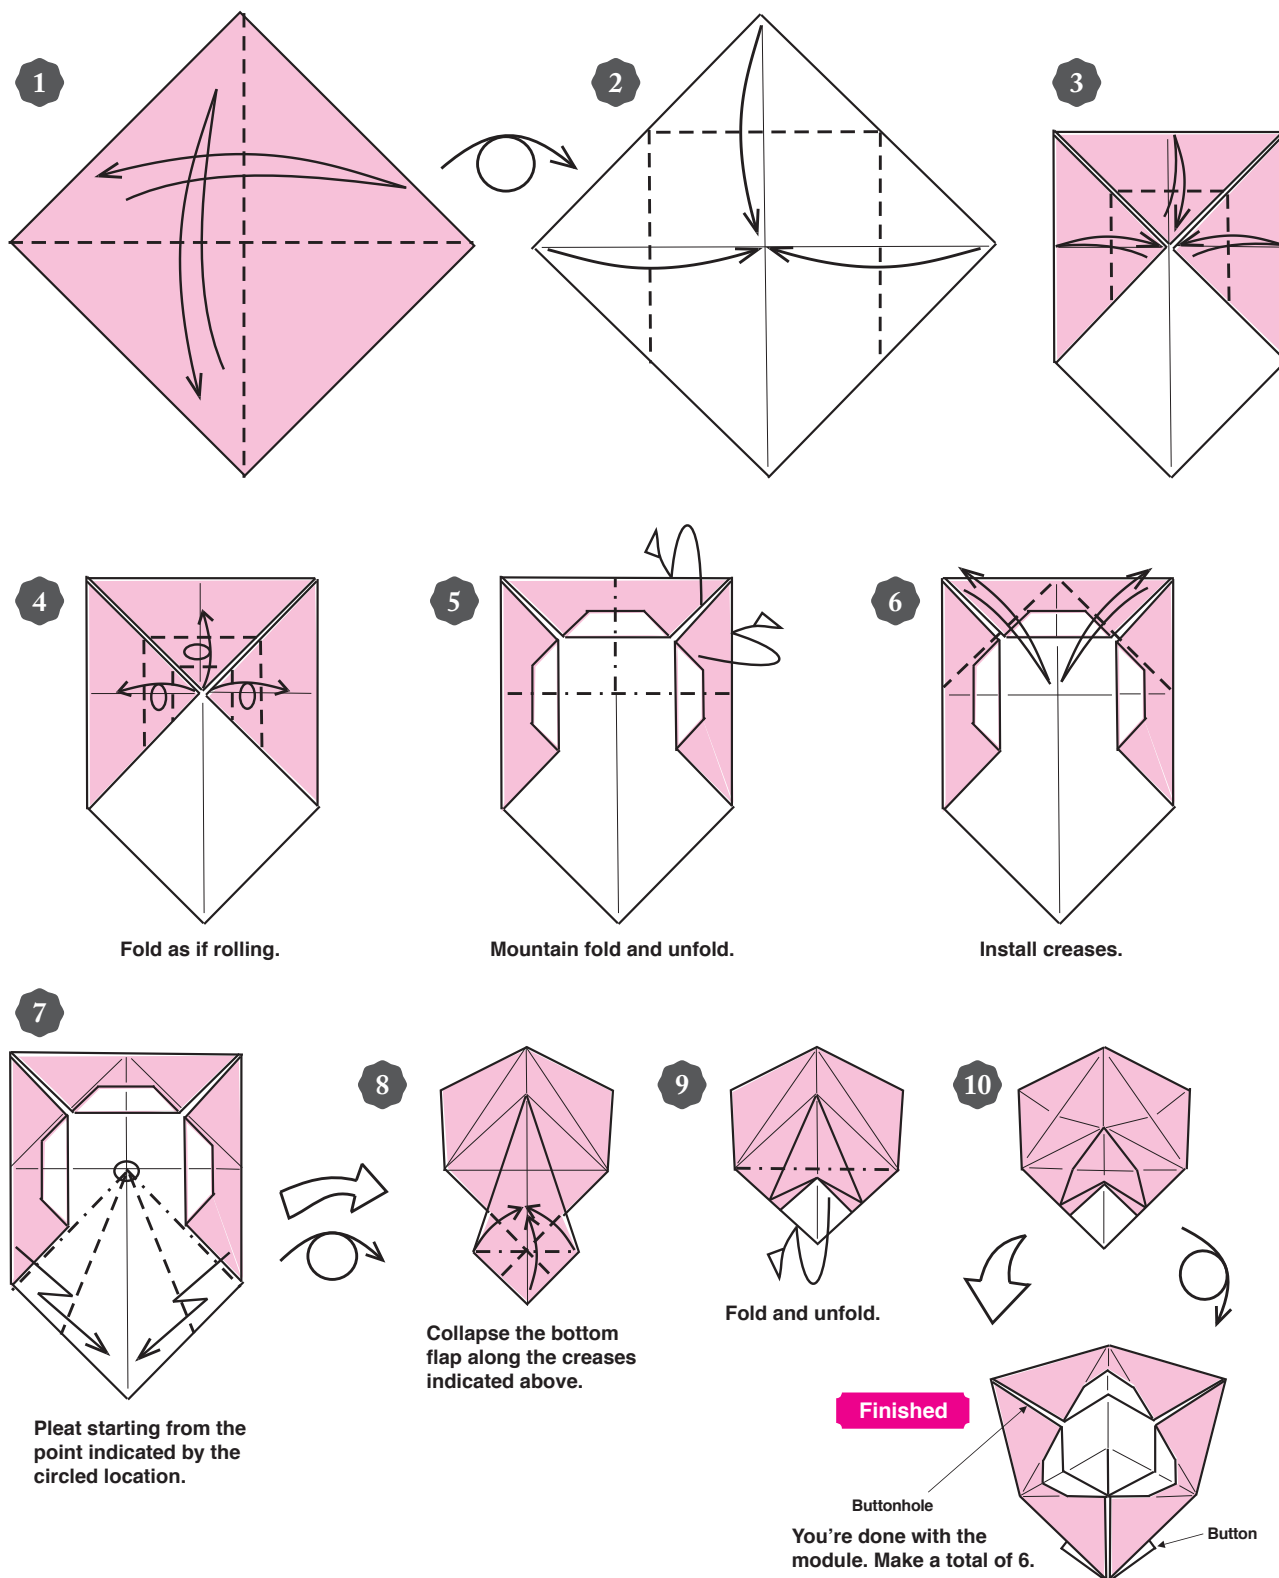 1
2
3
4
5
6
Fold as if rolling.
Mountain fold and unfold.
Install creases.
7
8
9
10
Pleat starting from the
point indicated by the
circled location.
Collapse the bottom
flap along the creases
indicated above.
Fold and unfold.
Finished
Buttonhole
You're done with the
module. Make a total of 6.
Button